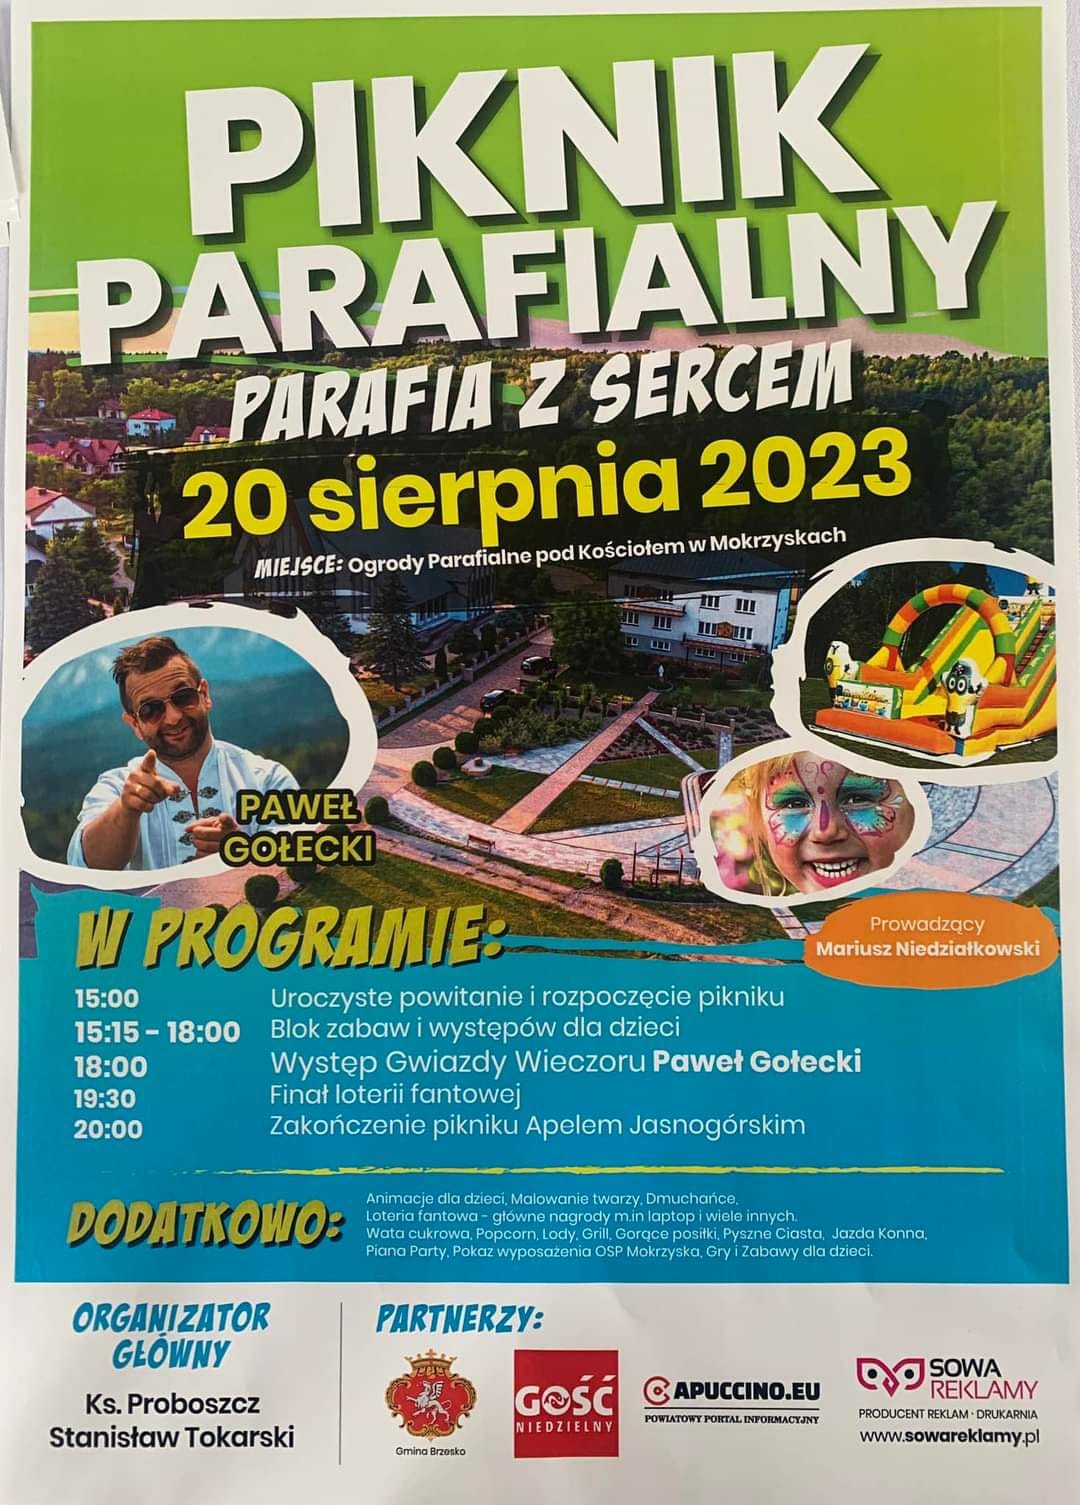 PIKNIK
PARAFIALNY
PARAFIA Z SERCEM
20 sierpnia 2023
MIEJSCE: Ogrody Parafialne pod Kościołem w Mokrzyskach
PAWEŁ
GOŁECKI
W PROGRAMIE:
Prowadzący
Mariusz Niedziałkowski
15:00 Uroczyste powitanie i rozpoczęcie pikniku
15:15 - 18:00 Blok zabaw i występów dla dzieci
18:00 Występ Gwiazdy Wieczoru Paweł Gołecki
19:30 Finał loterii fantowej
20:00 Zakończenie pikniku Apelem Jasnogórskim
DODATKOWO:
Animacje dla dzieci, Malowanie twarzy, Dmuchańce,
Loteria fantowa - główne nagrody m.in laptop i wiele innych.
Wata cukrowa, Popcorn, Lody, Grill, Gorące posiłki, Pyszne Ciasta, Jazda Konna,
Piana Party, Pokaz wyposażenia OSP Mokrzyska, Gry i Zabawy dla dzieci.
ORGANIZATOR
GŁÓWNY
Ks. Proboszcz
Stanisław Tokarski
PARTNERZY:
Gmina Brzesko
GOŚĆ
NIEDZIELNY
CAPUCCINO.EU
POWIATOWY PORTAL INFORMACYJNY
SOWA
REKLAMY
PRODUCENT REKLAM · DRUKARNIA
www.sowareklamy.pl